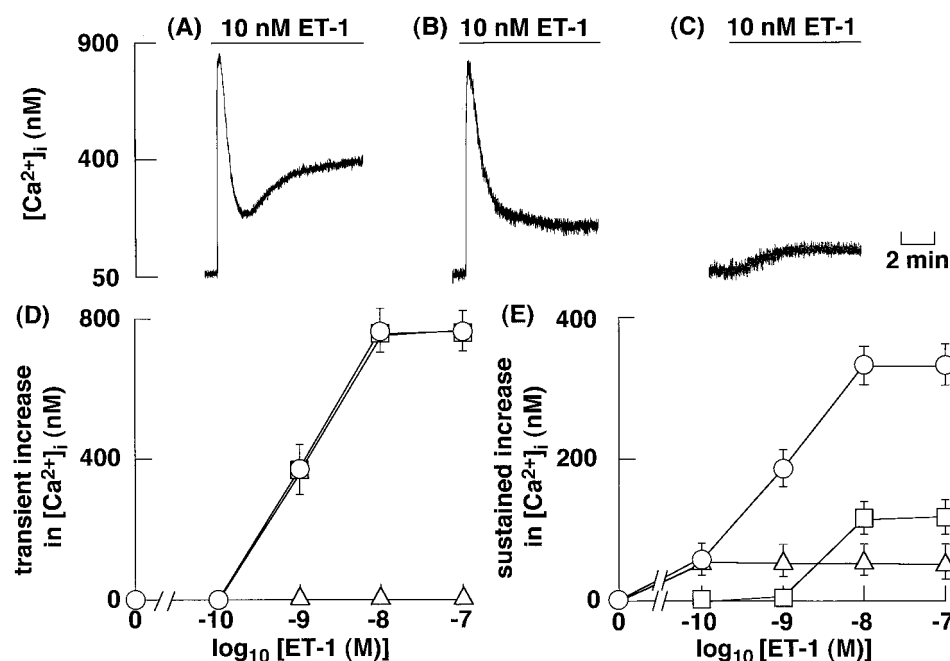 (A) 10 nM ET-1
(B) 10 nM ET-1
(C) 10 nM ET-1
900
400
50
[Ca2+]i (nM)
2 min
(D)
800
400
0
transient increase
in [Ca2+]i (nM)
0 -10 -9 -8 -7
log10 [ET-1 (M)]
(E)
400
200
0
sustained increase
in [Ca2+]i (nM)
0 -10 -9 -8 -7
log10 [ET-1 (M)]